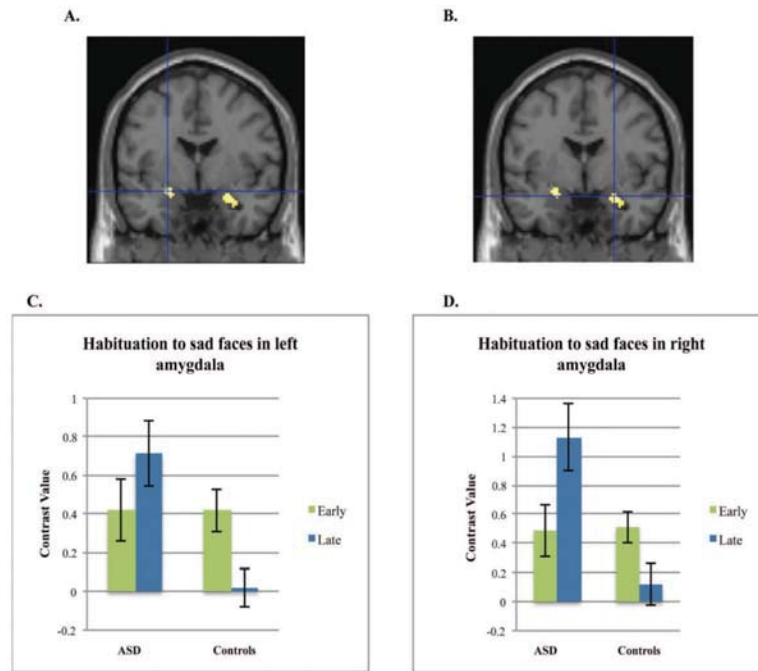 A.
B.
C.
D.
Habituation to sad faces in left
amygdala
Contrast Value
1
0.8
0.6
0.4
0.2
0
-0.2
ASD
Controls
Early
Late
Habituation to sad faces in right
amygdala
Contrast Value
1.4
1.2
1
0.8
0.6
0.4
0.2
0
-0.2
ASD
Controls
Early
Late